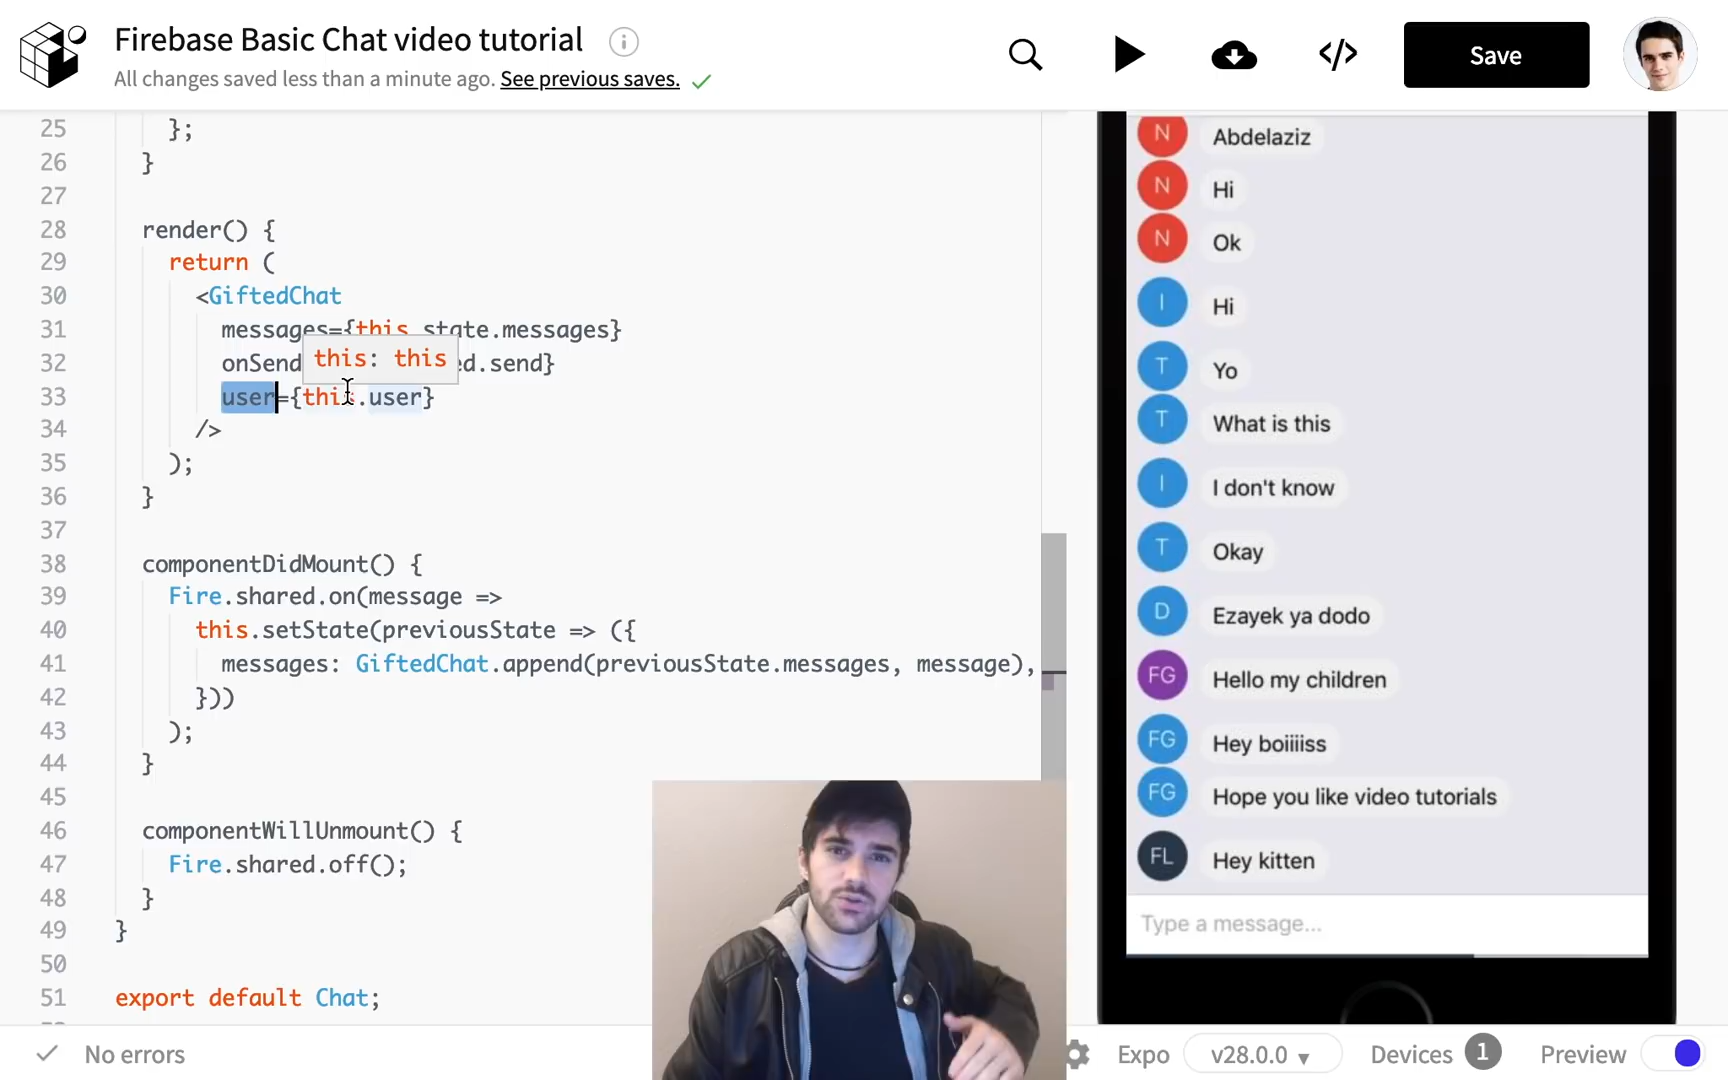 Firebase Basic Chat video tutorial
All changes saved less than a minute ago. See previous saves.
Save
25 };
26 }
27
28 render() {
29 return (
30 <GiftedChat
31 messages={this.state.messages}
this: this
32 onSend d.send}
33 user={this.user}
34 />
35 );
36 }
37
38 componentDidMount() {
39 Fire.shared.on(message =>
40 this.setState(previousState => ({
41 messages: GiftedChat.append(previousState.messages, message),
42 }))
43 );
44 }
45
46 componentWillUnmount() {
47 Fire.shared.off();
48 }
49 }
50
51 export default Chat;
N Abdelaziz
N Hi
N Ok
I Hi
T Yo
T What is this
I I don't know
T Okay
D Ezayek ya dodo
FG Hello my children
FG Hey boiiiiss
FG Hope you like video tutorials
FL Hey kitten
Type a message...
No errors
Expo v28.0.0 Devices 1 Preview